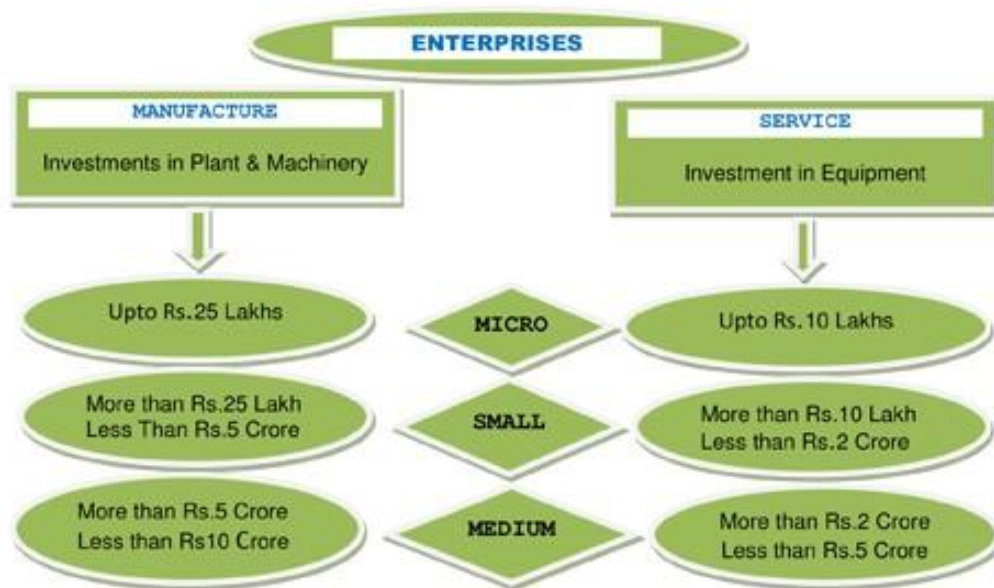 ENTERPRISES
MANUFACTURE
Investments in Plant & Machinery
SERVICE
Investment in Equipment
Upto Rs.25 Lakhs
MICRO
Upto Rs.10 Lakhs
More than Rs.25 Lakh
Less Than Rs.5 Crore
SMALL
More than Rs.10 Lakh
Less than Rs.2 Crore
More than Rs.5 Crore
Less than Rs10 Crore
MEDIUM
More than Rs.2 Crore
Less than Rs.5 Crore